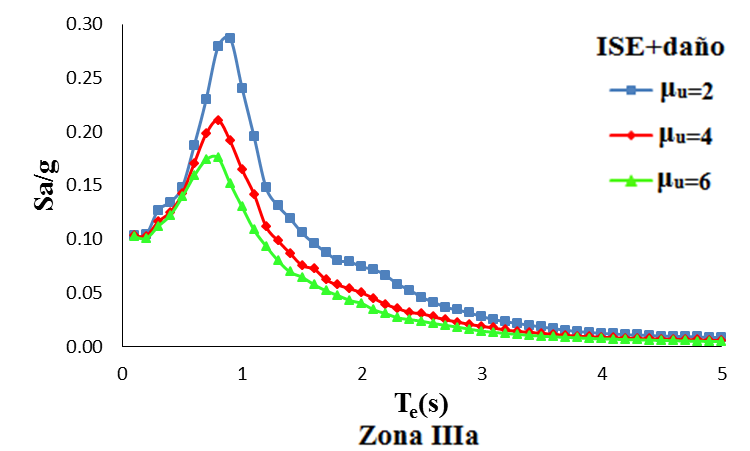 0.30
0.25
0.20
0.15
0.10
0.05
0.00
Sa/g
ISE+daño
μu=2
μu=4
μu=6
0 1 2 3 4 5
Te(s)
Zona IIIa